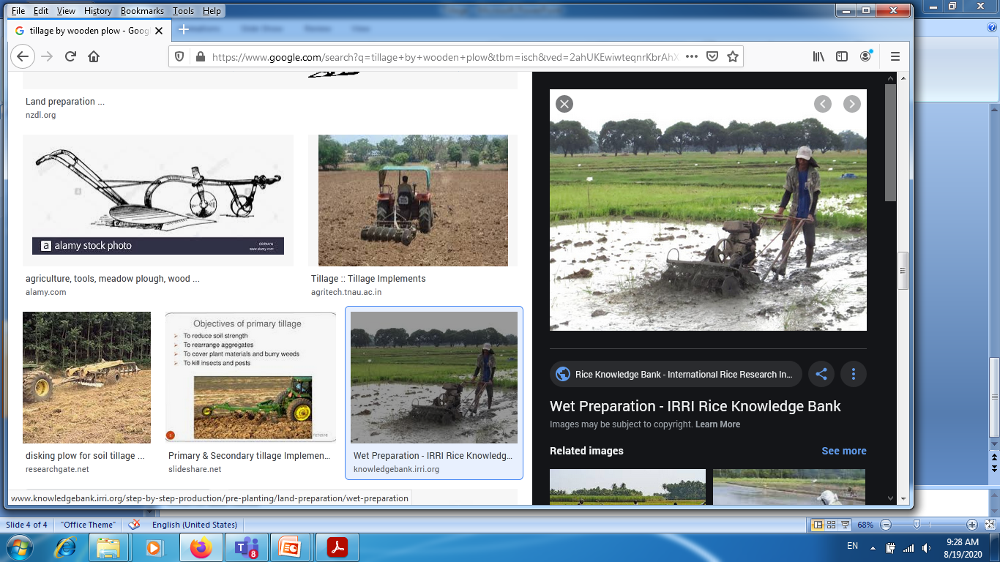 File Edit View History Bookmarks Tools Help
tillage by wooden plow - Goog
https://www.google.com/search?q=tillage+by+wooden+plow&tbm=isch&ved=2ahUKEwiwteqnrKbrAhX
Land preparation ...
nzdl.org
a alamy stock photo
www.alamy.com
agriculture, tools, meadow plough, wood ...
alamy.com
Tillage :: Tillage Implements
agritech.tnau.ac.in
disking plow for soil tillage ...
researchgate.net
Objectives of primary tillage
To reduce soil strength
To rearrange aggregates
To cover plant materials and burry weeds
To kill insects and pests
Primary & Secondary tillage Implemen...
slideshare.net
Wet Preparation - IRRI Rice Knowledg...
knowledgebank.irri.org
Rice Knowledge Bank - International Rice Research In...
Wet Preparation - IRRI Rice Knowledge Bank
Images may be subject to copyright. Learn More
Related images See more
www.knowledgebank.irri.org/step-by-step-production/pre-planting/land-preparation/wet-preparation
Slide 4 of 4 "Office Theme" English (United States) 68%
8
EN
9:28 AM
8/19/2020